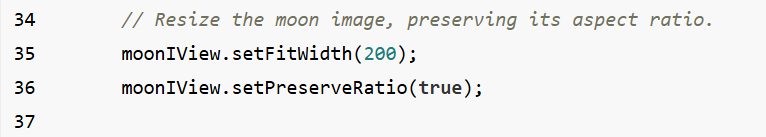 34 // Resize the moon image, preserving its aspect ratio.
35 moonIView.setFitWidth(200);
36 moonIView.setPreserveRatio(true);
37